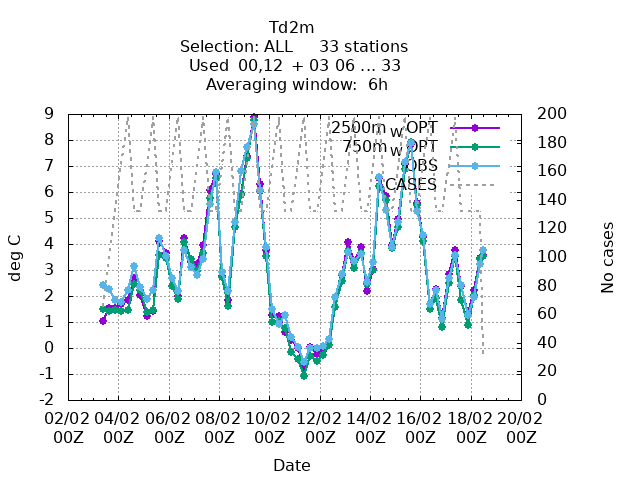 Td2m
Selection: ALL 33 stations
Used 00,12 + 03 06 ... 33
Averaging window: 6h
9 200
8 180
7 160
6 140
5 120
4 100
3 80
2 60
1 40
0 20
-1 0
-2
2500m w OPT
750m w OPT
OBS
CASES
deg C
No cases
02/02 04/02 06/02 08/02 10/02 12/02 14/02 16/02 18/02 20/02
00Z 00Z 00Z 00Z 00Z 00Z 00Z 00Z 00Z 00Z
Date